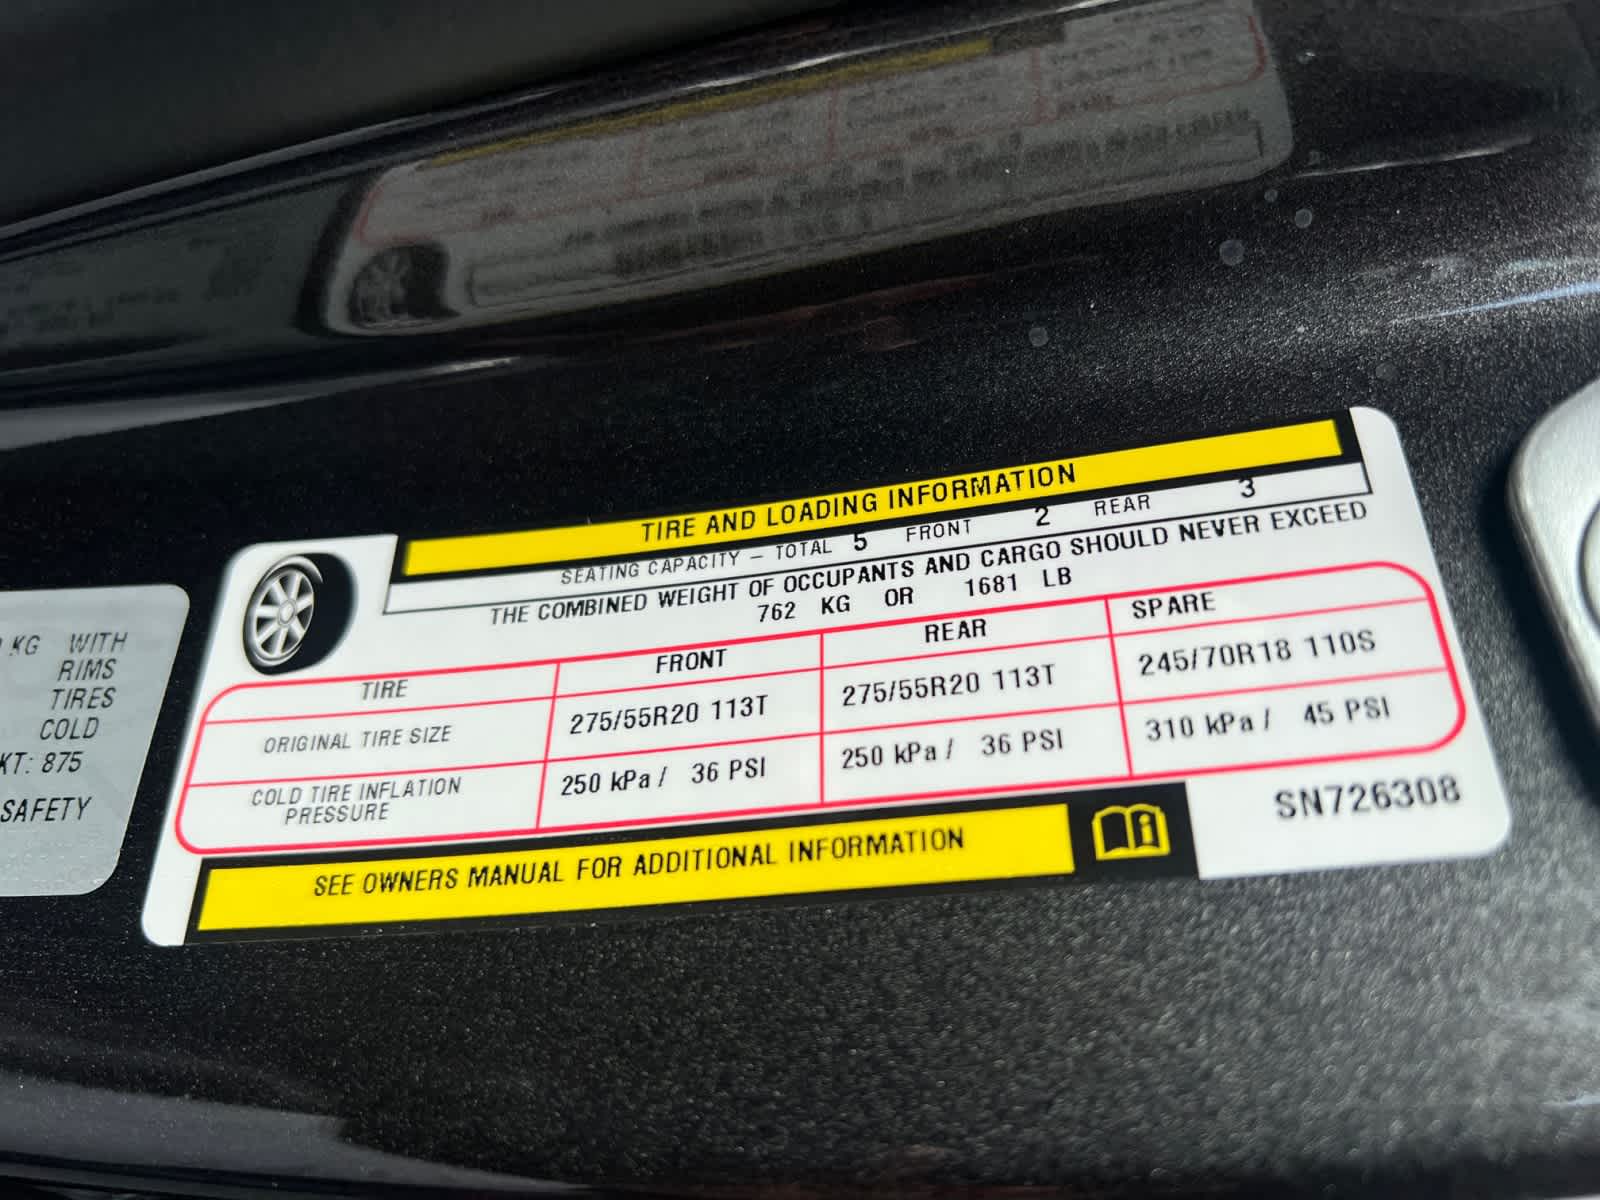 KG WITH
RIMS
TIRES
COLD
KT: 875
SAFETY
TIRE AND LOADING INFORMATION
SEATING CAPACITY – TOTAL 5 FRONT 2 REAR 3
THE COMBINED WEIGHT OF OCCUPANTS AND CARGO SHOULD NEVER EXCEED
762 KG OR 1681 LB
TIRE FRONT REAR SPARE
ORIGINAL TIRE SIZE 275/55R20 113T 275/55R20 113T 245/70R18 110S
COLD TIRE INFLATION
PRESSURE 250 kPa / 36 PSI 250 kPa / 36 PSI 310 kPa / 45 PSI
SEE OWNERS MANUAL FOR ADDITIONAL INFORMATION
SN726308